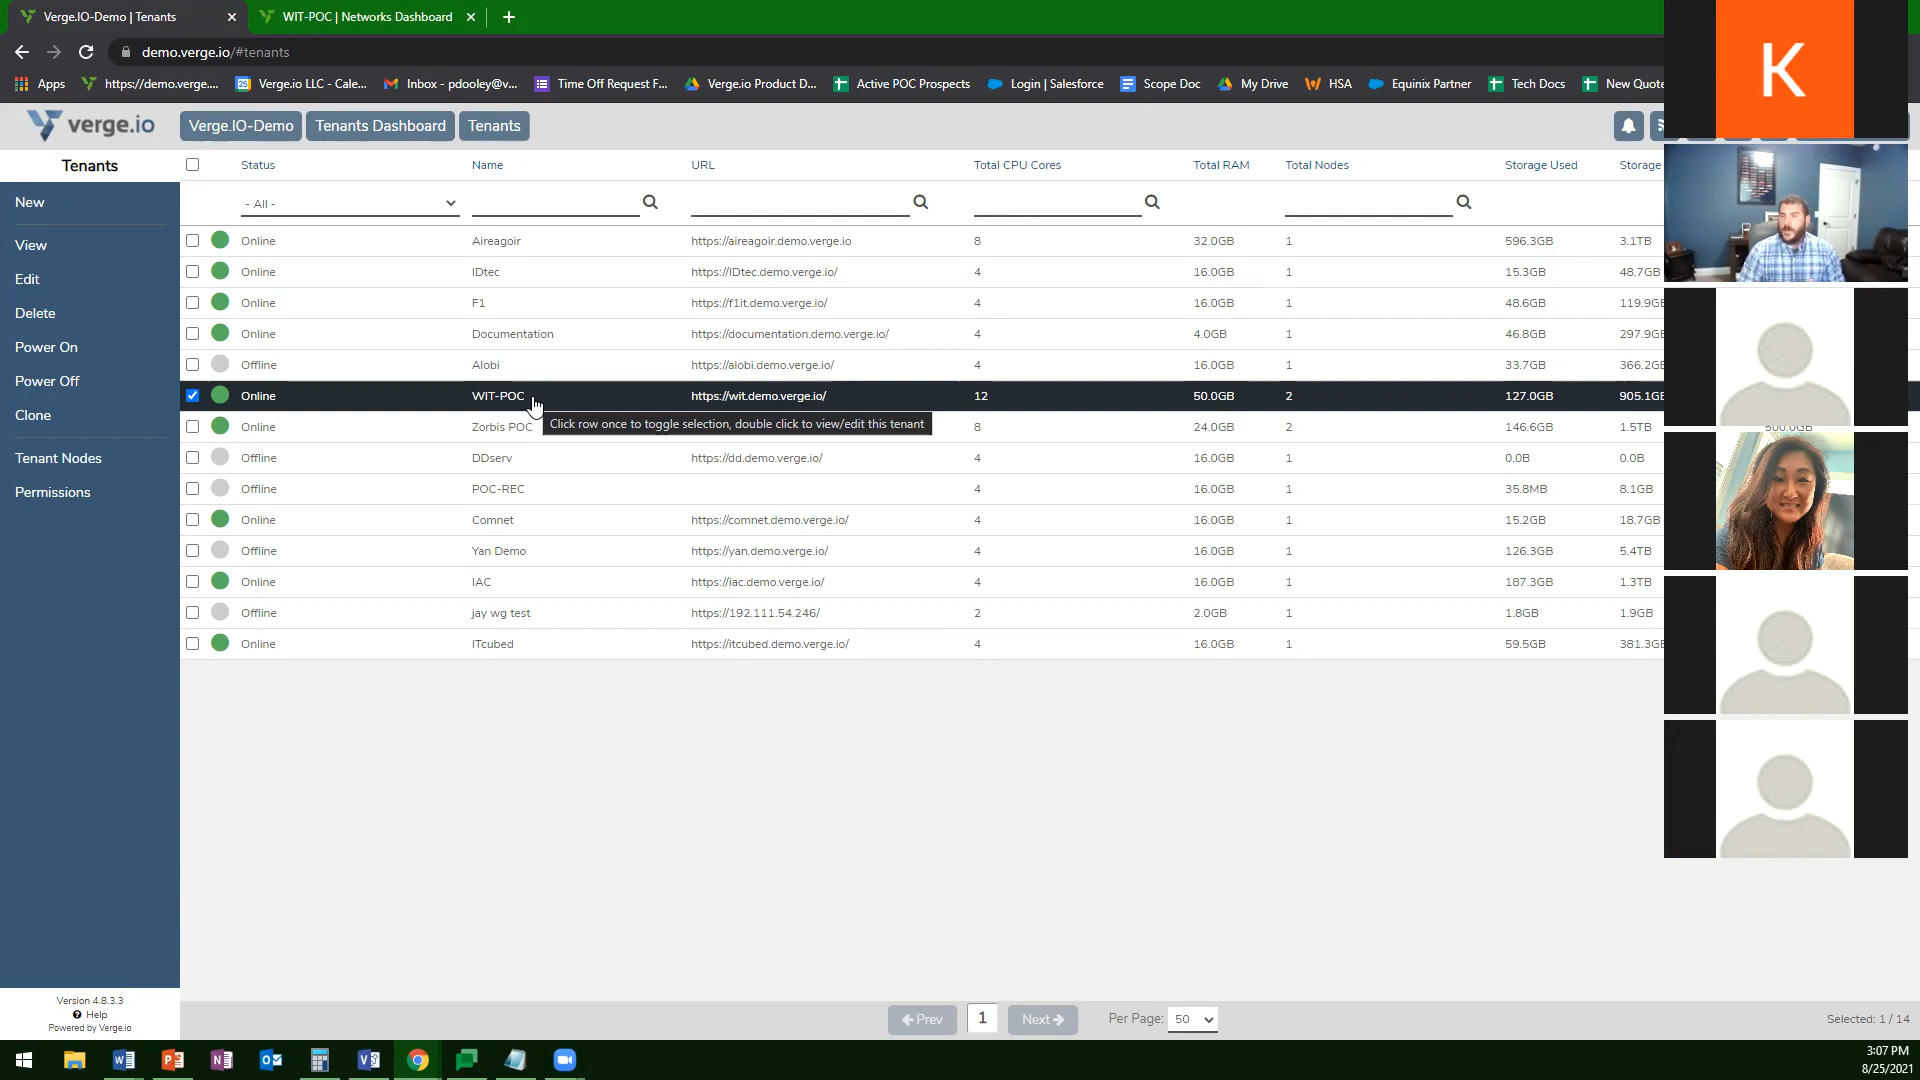 Verge.IO-Demo | Tenants
WIT-POC | Networks Dashboard
demo.verge.io/#tenants
Apps https://demo.verge.... Verge.io LLC - Cale... Inbox - pdooley@v... Time Off Request F... Verge.io Product D... Active POC Prospects Login | Salesforce Scope Doc My Drive HSA Equinix Partner Tech Docs New Quote
K
verge.io Verge.IO-Demo Tenants Dashboard Tenants
Tenants
New
View
Edit
Delete
Power On
Power Off
Clone
Tenant Nodes
Permissions
Status Name URL Total CPU Cores Total RAM Total Nodes Storage Used Storage
- All -
Online Aireagoir https://aireagoir.demo.verge.io 8 32.0GB 1 596.3GB 3.1TB
Online IDtec https://IDtec.demo.verge.io/ 4 16.0GB 1 15.3GB 48.7GB
Online F1 https://f1it.demo.verge.io/ 4 16.0GB 1 48.6GB 119.9GB
Online Documentation https://documentation.demo.verge.io/ 4 4.0GB 1 46.8GB 297.9GB
Offline Alobi https://alobi.demo.verge.io/ 4 16.0GB 1 33.7GB 366.2GB
Online WIT-POC https://wit.demo.verge.io/ 12 50.0GB 2 127.0GB 905.1GB
Click row once to toggle selection, double click to view/edit this tenant
Online Zorbis POC 8 24.0GB 2 146.6GB 1.5TB 500.0GB
Offline DDserv https://dd.demo.verge.io/ 4 16.0GB 1 0.0B 0.0B
Offline POC-REC 4 16.0GB 1 35.8MB 8.1GB
Online Comnet https://comnet.demo.verge.io/ 4 16.0GB 1 15.2GB 18.7GB
Offline Yan Demo https://yan.demo.verge.io/ 4 16.0GB 1 126.3GB 5.4TB
Online IAC https://iac.demo.verge.io/ 4 16.0GB 1 187.3GB 1.3TB
Offline jay wg test https://192.111.54.246/ 2 2.0GB 1 1.8GB 1.9GB
Online ITcubed https://itcubed.demo.verge.io/ 4 16.0GB 1 59.5GB 381.3GB
Version 4.8.3.3
Help
Powered by Verge.io
Prev 1 Next Per Page: 50 Selected: 1 / 14
3:07 PM
8/25/2021